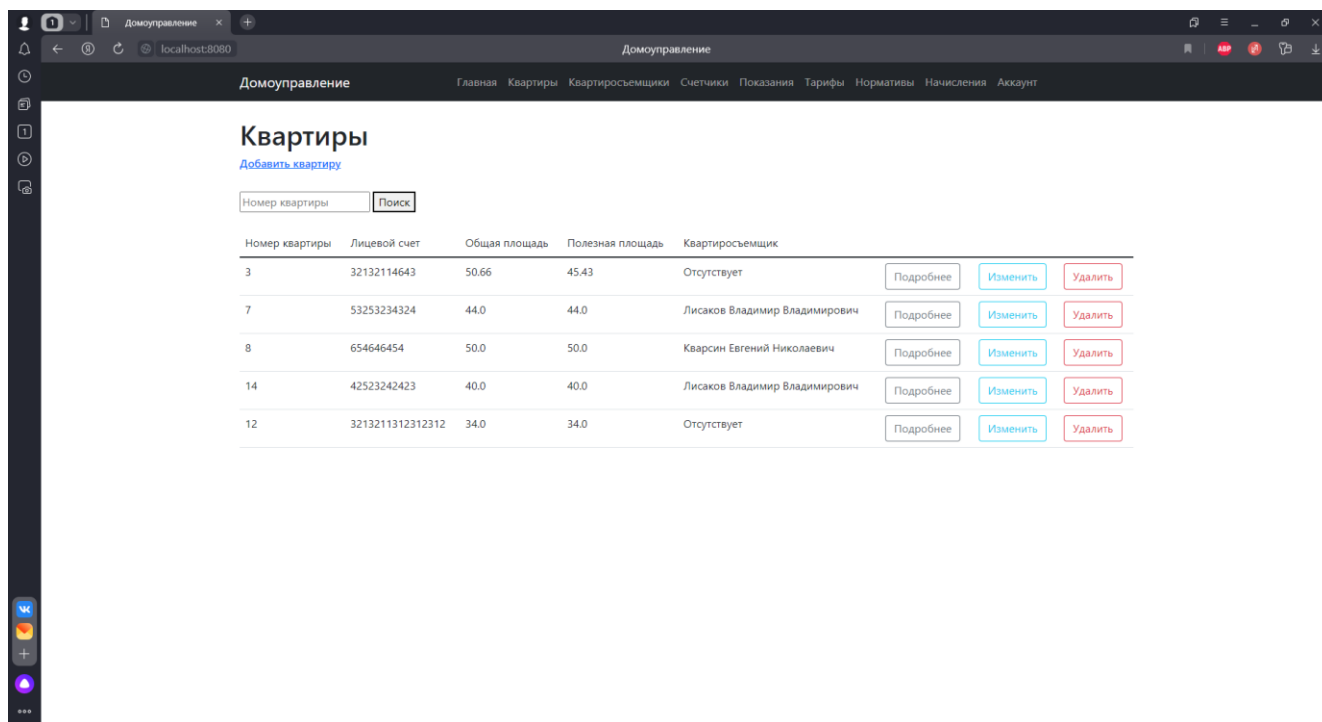 1 Домоуправление
localhost:8080 Домоуправление ABP
Домоуправление Главная Квартиры Квартиросъемщики Счетчики Показания Тарифы Нормативы Начисления Аккаунт
1
Квартиры
Добавить квартиру
Номер квартиры Поиск
Номер квартиры Лицевой счет Общая площадь Полезная площадь Квартиросъемщик
3 32132114643 50.66 45.43 Отсутствует Подробнее Изменить Удалить
7 53253234324 44.0 44.0 Лисаков Владимир Владимирович Подробнее Изменить Удалить
8 654646454 50.0 50.0 Кварсин Евгений Николаевич Подробнее Изменить Удалить
14 42523242423 40.0 40.0 Лисаков Владимир Владимирович Подробнее Изменить Удалить
12 3213211312312312 34.0 34.0 Отсутствует Подробнее Изменить Удалить